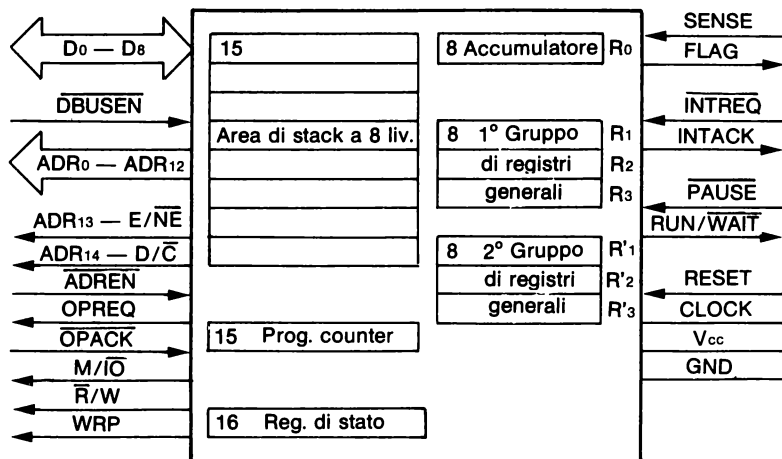 D0 — D8
DBUSEN
ADR0 — ADR12
ADR13 — E/NE
ADR14 — D/C
ADREN
OPREQ
OPACK
M/IO
R/W
WRP
15
Area di stack a 8 liv.
15 Prog. counter
16 Reg. di stato
8 Accumulatore R0
8 1° Gruppo R1
di registri R2
generali R3
8 2° Gruppo R'1
di registri R'2
generali R'3
SENSE
FLAG
INTREQ
INTACK
PAUSE
RUN/WAIT
RESET
CLOCK
Vcc
GND